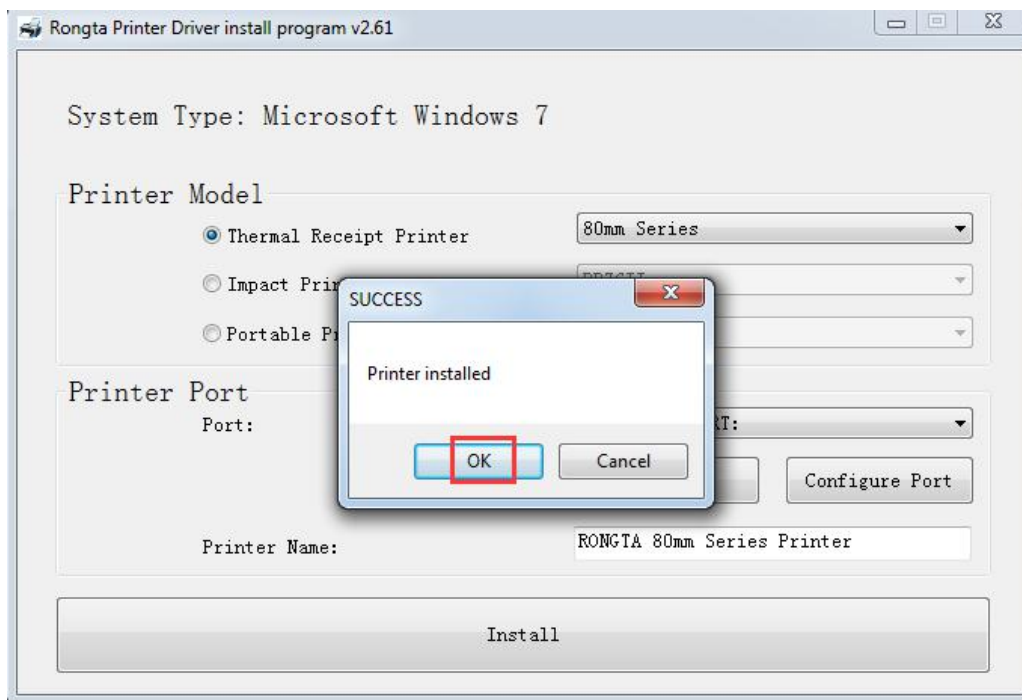 Rongta Printer Driver install program v2.61
System Type: Microsoft Windows 7
Printer Model
Thermal Receipt Printer
80mm Series
Impact
SUCCESS
Portable
Printer installed
Printer Port
Port:
OK
Cancel
Configure Port
Printer Name:
RONGTA 80mm Series Printer
Install